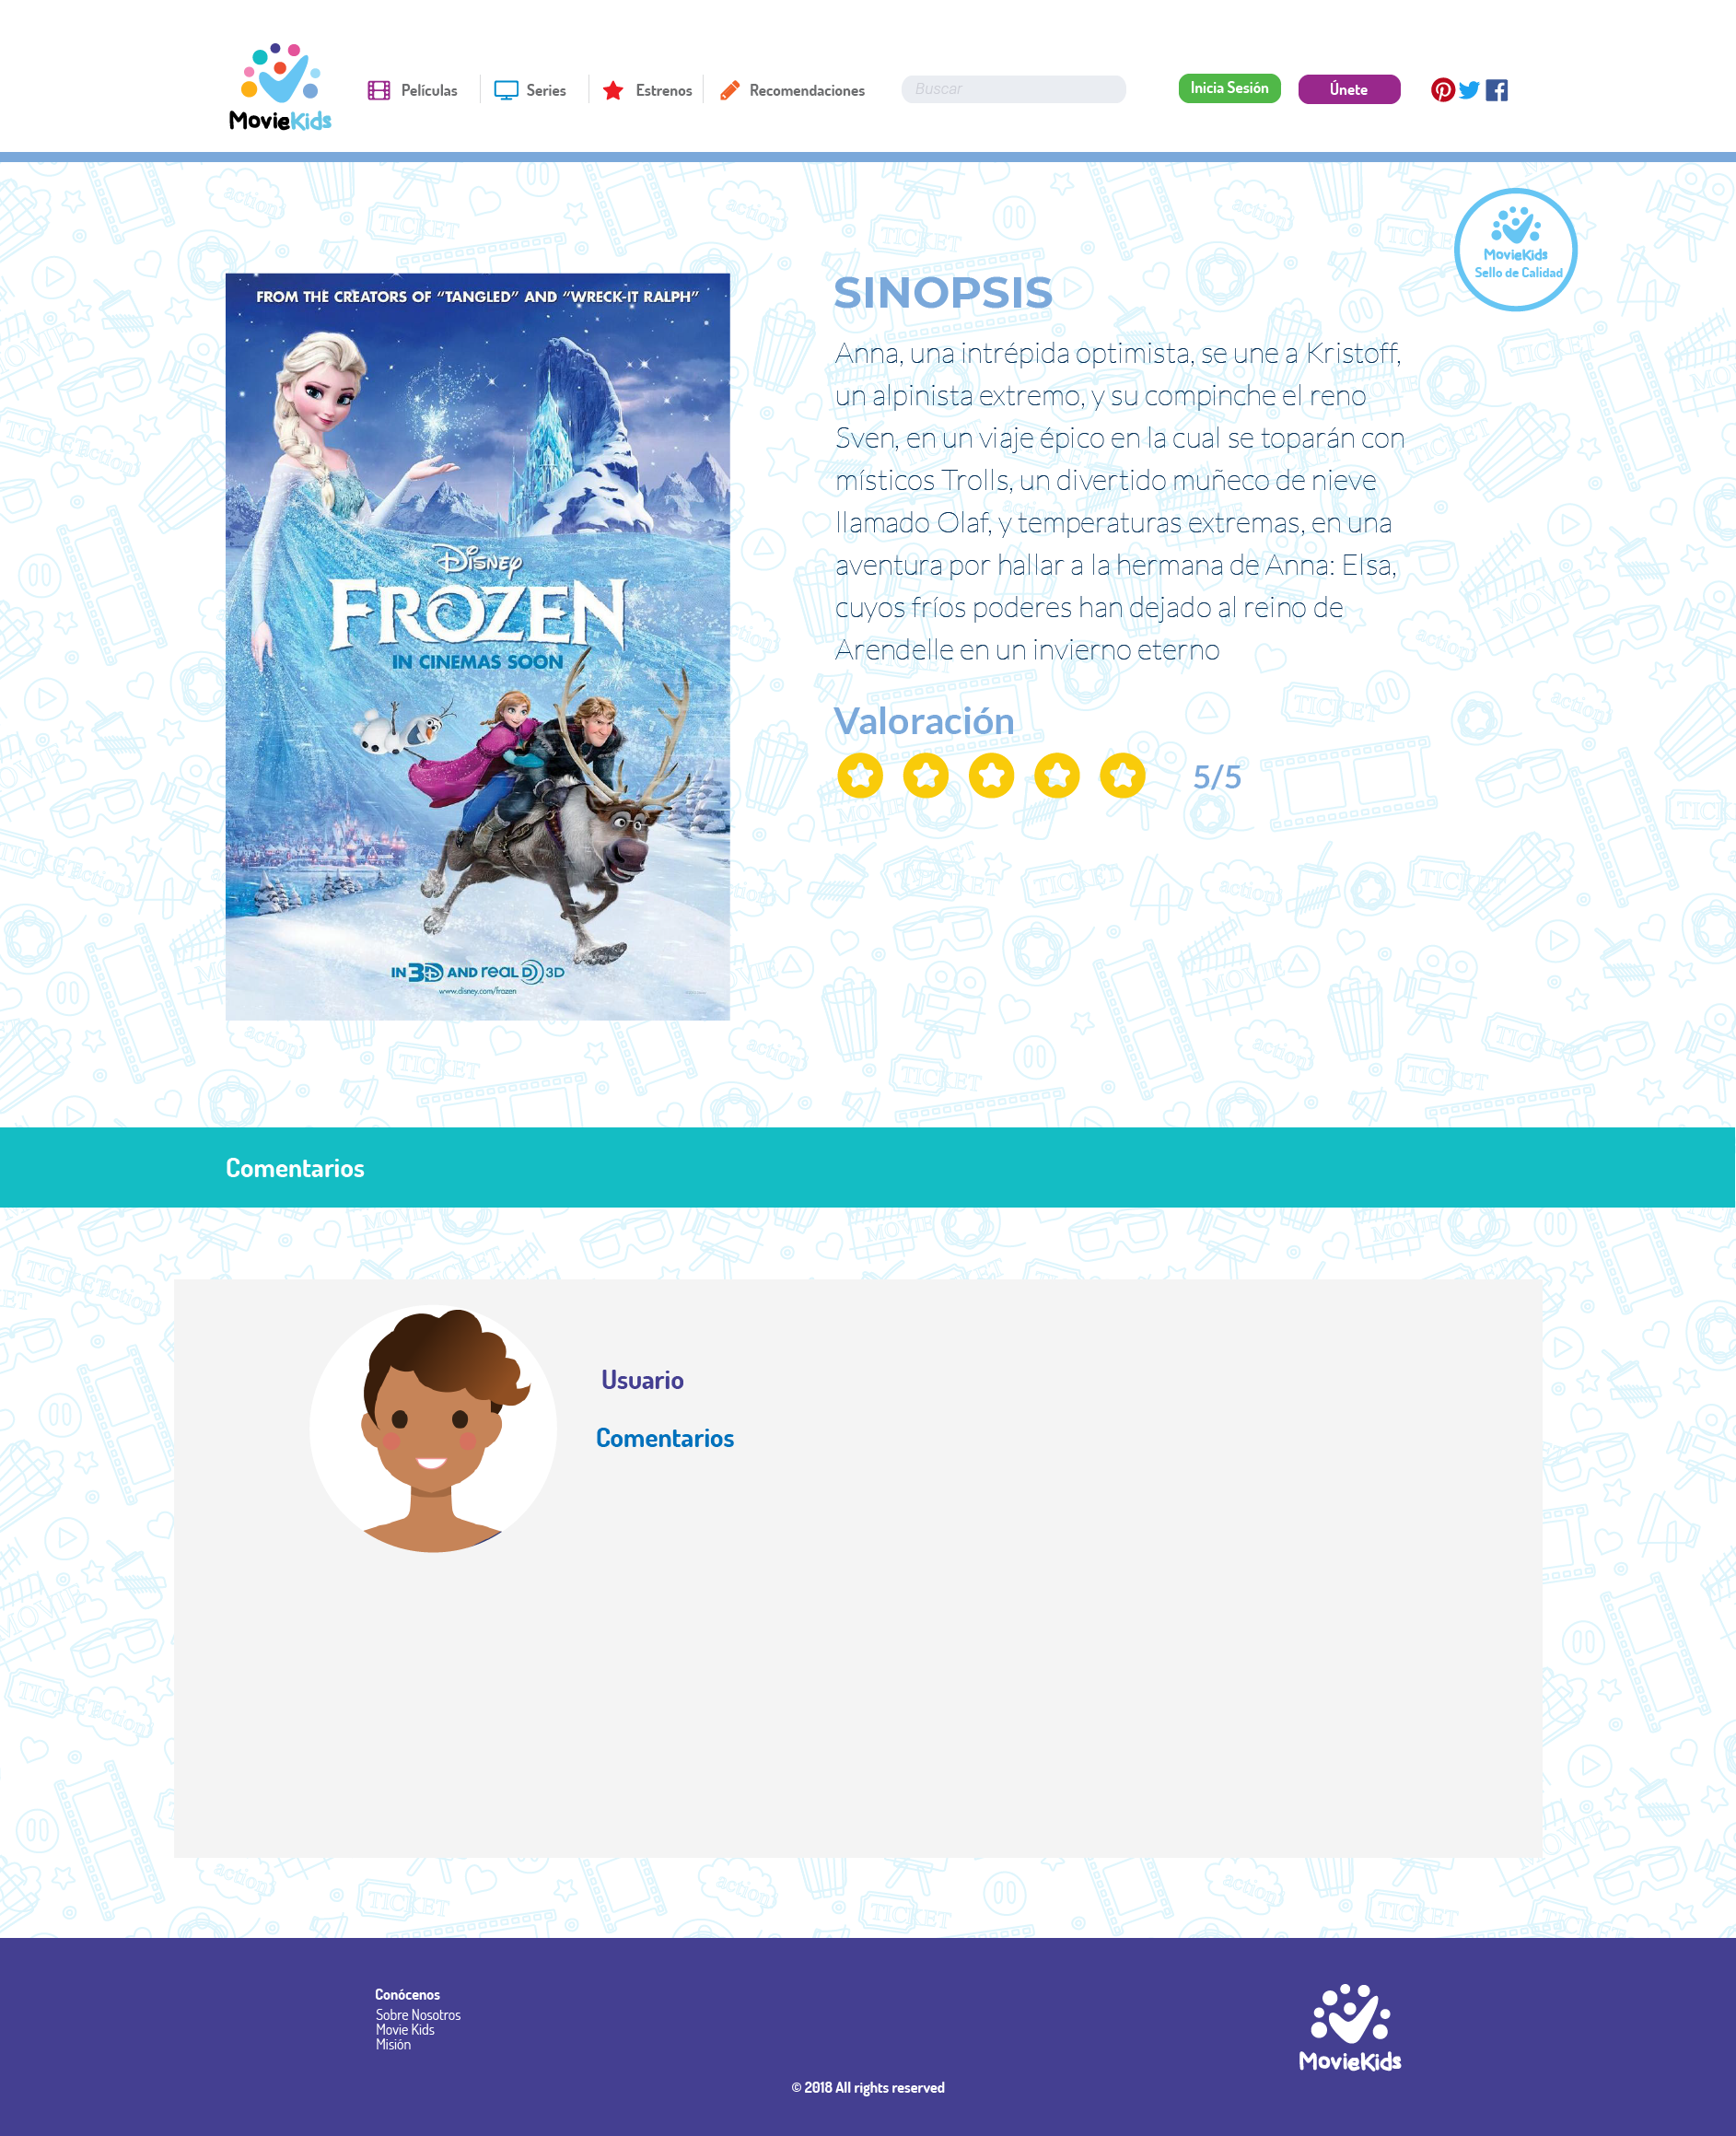 MovieKids
Películas
Series
Estrenos
Recomendaciones
Buscar
Inicia Sesión
Únete
MovieKids
Sello de Calidad
FROM THE CREATORS OF “TANGLED” AND “WRECK-IT RALPH”
DISNEY
FROZEN
IN CINEMAS SOON
IN 3D AND REAL D 3D
www.disney.com/frozen
SINOPSIS
Anna, una intrépida optimista, se une a Kristoff,
un alpinista extremo, y su compinche el reno
Sven, en un viaje épico en la cual se toparán con
místicos Trolls, un divertido muñeco de nieve
llamado Olaf, y temperaturas extremas, en una
aventura por hallar a la hermana de Anna: Elsa,
cuyos fríos poderes han dejado al reino de
Arendelle en un invierno eterno
Valoración
5/5
Comentarios
Usuario
Comentarios
Conócenos
Sobre Nosotros
Movie Kids
Misión
MovieKids
© 2018 All rights reserved